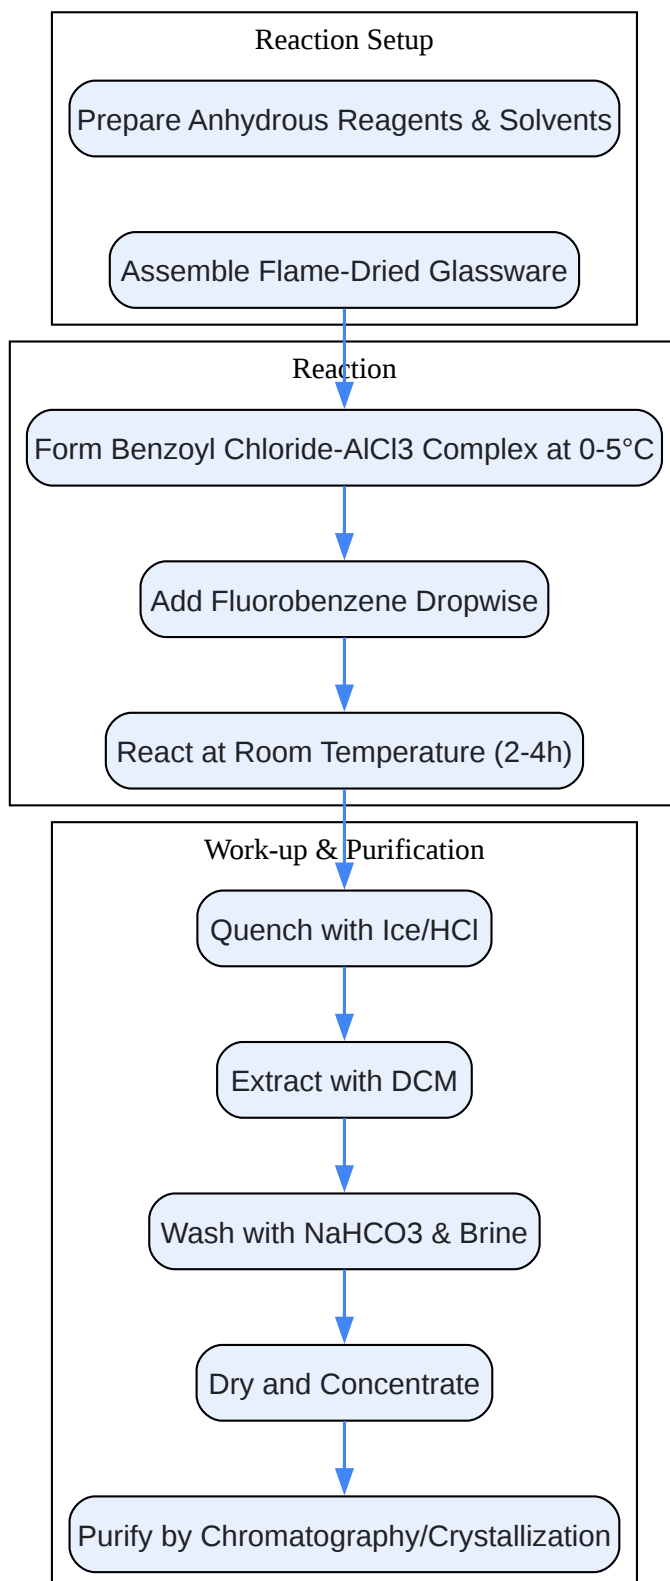 Reaction Setup
Prepare Anhydrous Reagents & Solvents
Assemble Flame-Dried Glassware
Reaction
Form Benzoyl Chloride-AlCl3 Complex at 0-5°C
Add Fluorobenzene Dropwise
React at Room Temperature (2-4h)
Work-up & Purification
Quench with Ice/HCl
Extract with DCM
Wash with NaHCO3 & Brine
Dry and Concentrate
Purify by Chromatography/Crystallization